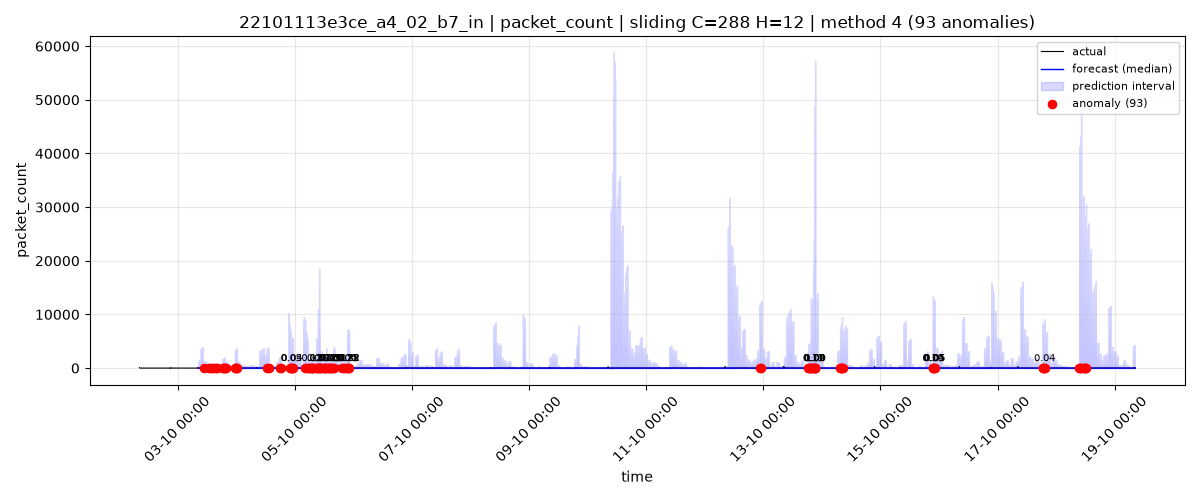 22101113e3ce_a4_02_b7_in | packet_count | sliding C=288 H=12 | method 4 (93 anomalies)
actual
forecast (median)
prediction interval
anomaly (93)
packet_count
60000
50000
40000
30000
20000
10000
0
0.04
03-10 00:00
05-10 00:00
07-10 00:00
09-10 00:00
11-10 00:00
13-10 00:00
15-10 00:00
17-10 00:00
19-10 00:00
time